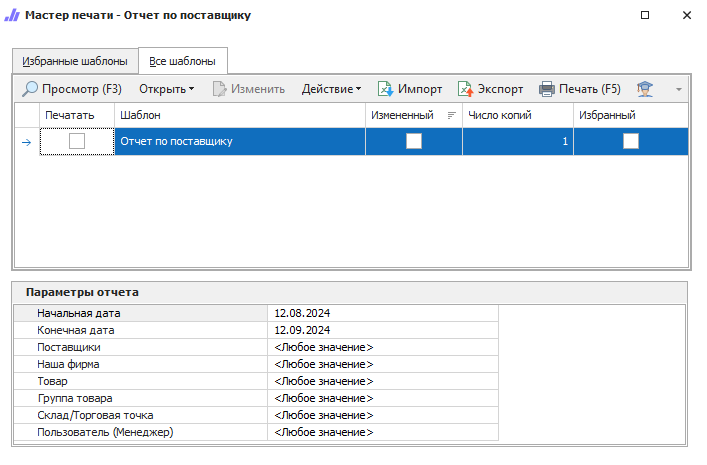 Мастер печати - Отчет по поставщику
Избранные шаблоны Все шаблоны
Просмотр (F3) Открыть Изменить Действие Импорт Экспорт Печать (F5)
Печатать Шаблон Измененный Число копий Избранный
Отчет по поставщику 1
Параметры отчета
Начальная дата 12.08.2024
Конечная дата 12.09.2024
Поставщики <Любое значение>
Наша фирма <Любое значение>
Товар <Любое значение>
Группа товара <Любое значение>
Склад/Торговая точка <Любое значение>
Пользователь (Менеджер) <Любое значение>